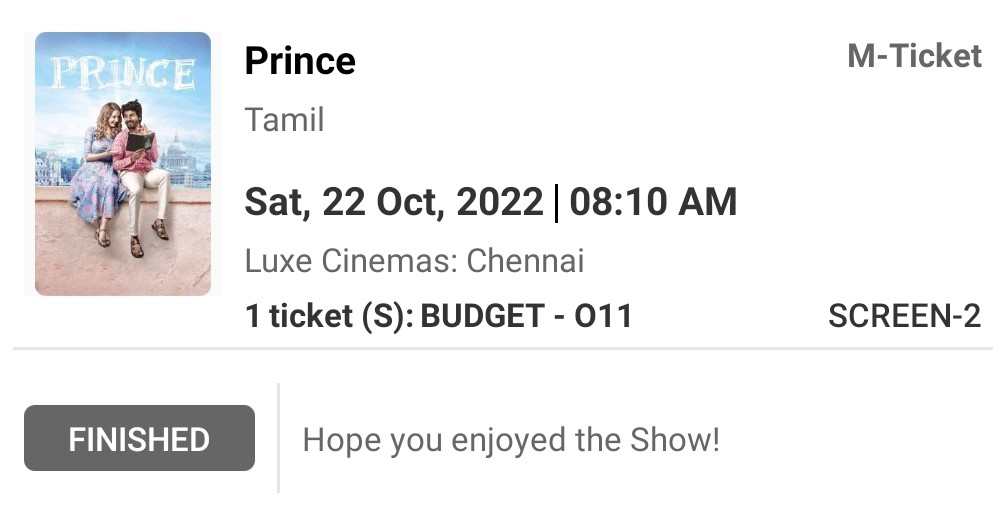 PRINCE
Prince
M-Ticket
Tamil
Sat, 22 Oct, 2022 | 08:10 AM
Luxe Cinemas: Chennai
1 ticket (S): BUDGET - O11
SCREEN-2
FINISHED
Hope you enjoyed the Show!